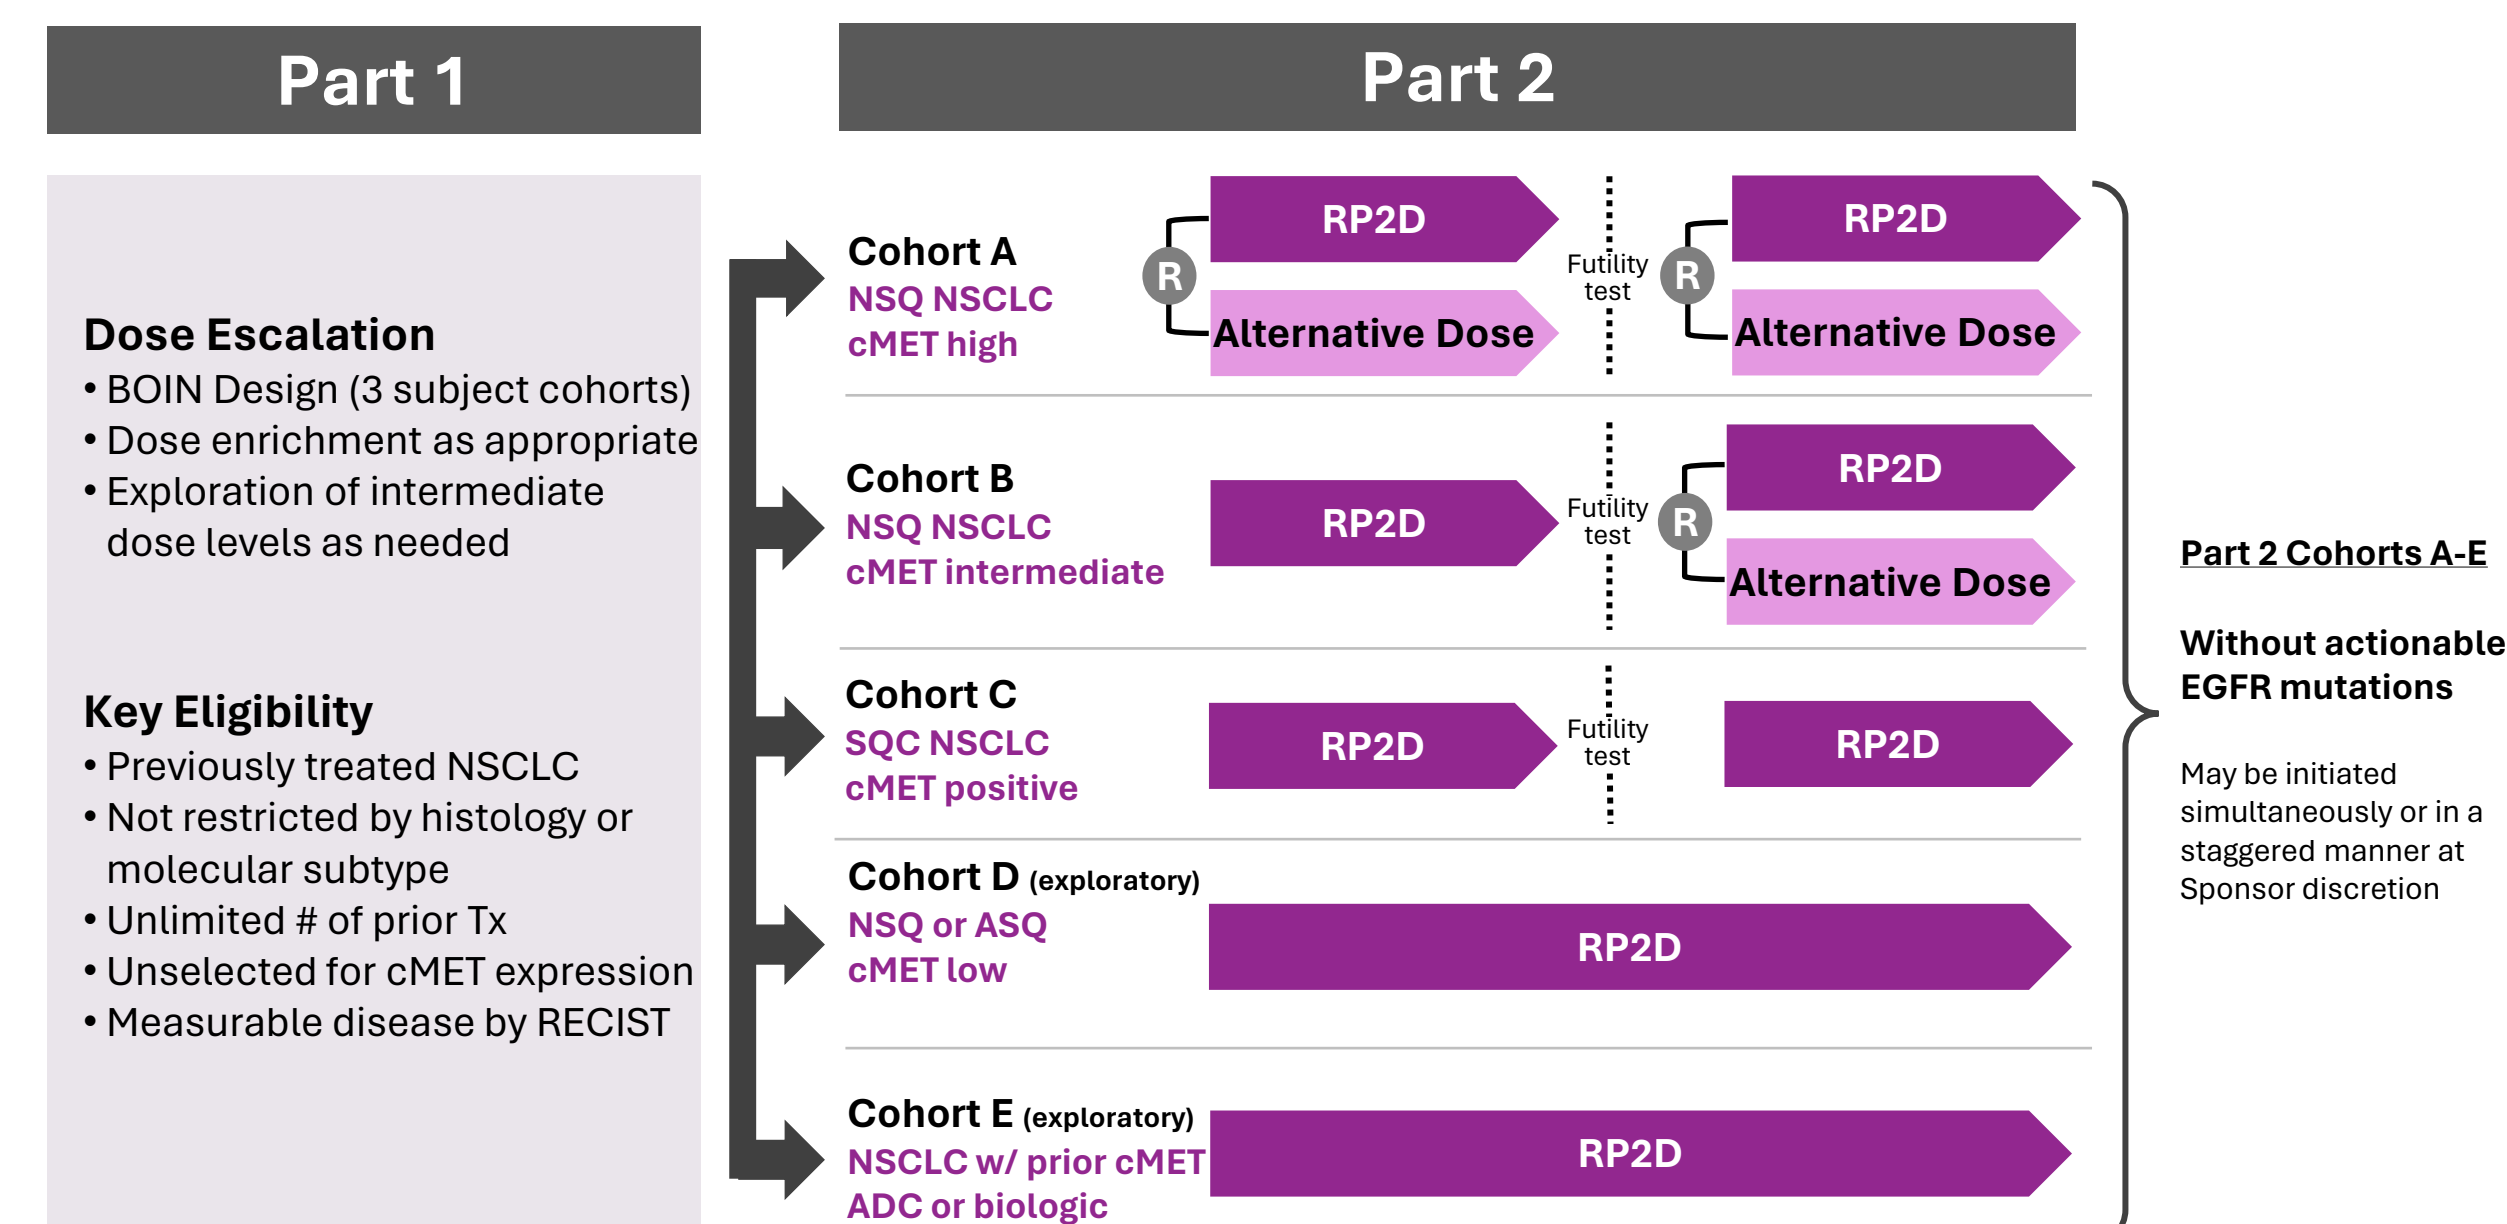 Part 1
Dose Escalation
• BOIN Design (3 subject cohorts)
• Dose enrichment as appropriate
• Exploration of intermediate
dose levels as needed
Key Eligibility
• Previously treated NSCLC
• Not restricted by histology or
molecular subtype
• Unlimited # of prior Tx
• Unselected for cMET expression
• Measurable disease by RECIST
Part 2
Cohort A
NSQ NSCLC
cMET high
R
RP2D
Alternative Dose
Futility
test
R
RP2D
Alternative Dose
Cohort B
NSQ NSCLC
cMET intermediate
RP2D
Futility
test
R
RP2D
Alternative Dose
Cohort C
SQC NSCLC
cMET positive
RP2D
Futility
test
RP2D
Cohort D (exploratory)
NSQ or ASQ
cMET low
RP2D
Cohort E (exploratory)
NSCLC w/ prior cMET
ADC or biologic
RP2D
Part 2 Cohorts A-E
Without actionable
EGFR mutations
May be initiated
simultaneously or in a
staggered manner at
Sponsor discretion